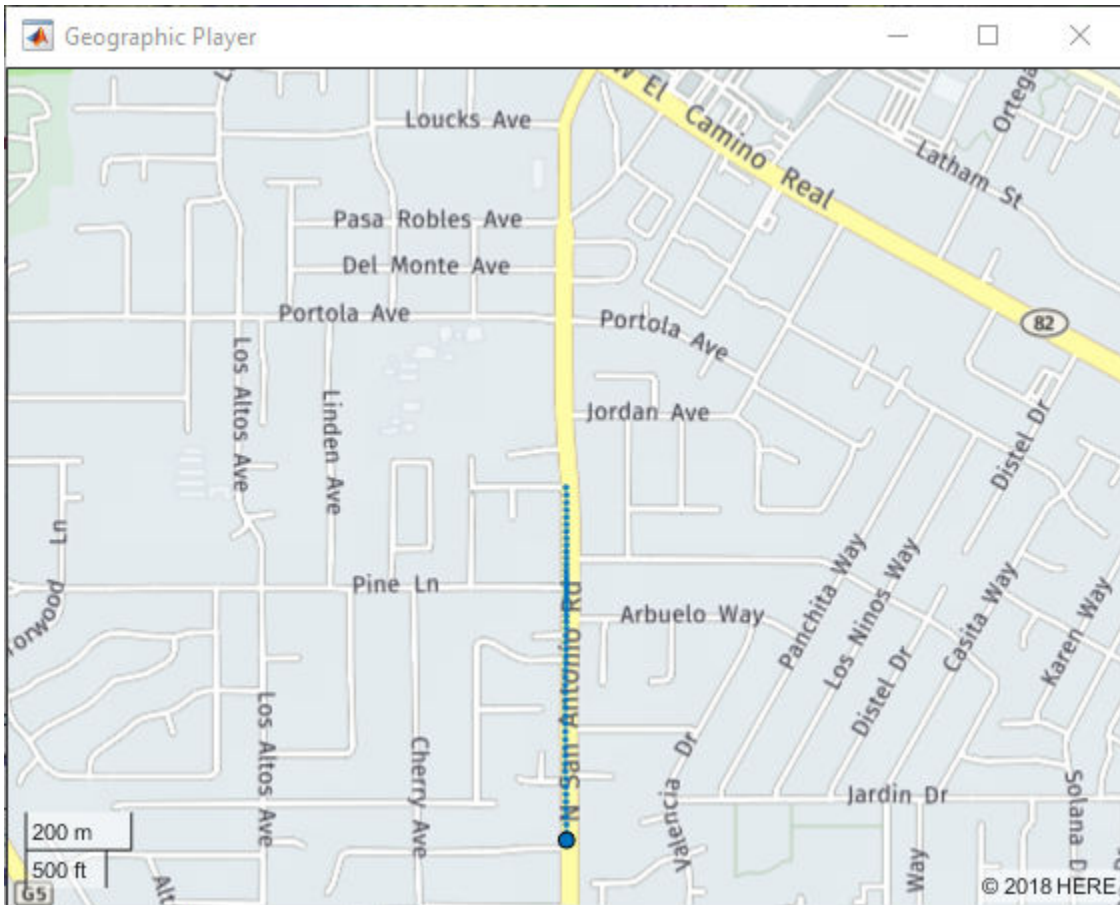 Geographic Player
W El Camino Real
Loucks Ave
Ortega
Latham St
Pasa Robles Ave
Del Monte Ave
Portola Ave
Portola Ave
82
Los Altos Ave
Linden Ave
Jordan Ave
Distel Dr
Ln
orwood
Pine Ln
N San Antonio Rd
Arbuelo Way
Panchita Way
Los Ninos Way
Distel Dr
Casita Way
Karen Way
Los Altos Ave
Cherry Ave
Valencia Dr
Jardin Dr
Solana D
Way
200 m
500 ft
G5
Alt
© 2018 HERE